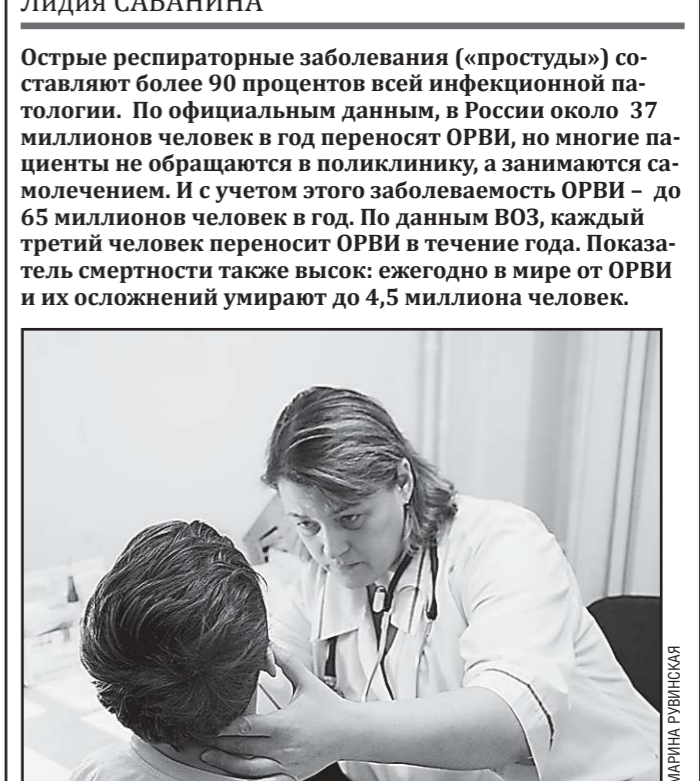 Лидия САБАНИНА
Острые респираторные заболевания («простуды») со-
ставляют более 90 процентов всей инфекционной па-
тологии.  По официальным данным, в России около  37
миллионов человек в год переносят ОРВИ, но многие па-
циенты не обращаются в поликлинику, а занимаются са-
молечением. И с учетом этого заболеваемость ОРВИ –  до
65 миллионов человек в год. По данным ВОЗ, каждый
третий человек переносит ОРВИ в течение года. Показа-
тель смертности также высок: ежегодно в мире от ОРВИ
и их осложнений умирают до 4,5 миллиона человек.
МАРИНА РУВИНСКАЯ